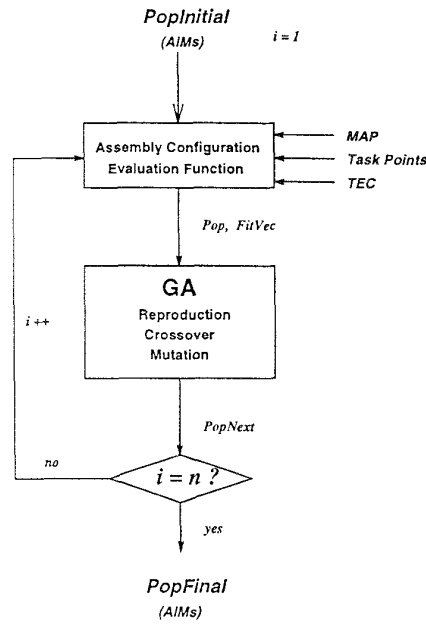 PopInitial
(AIMs)
i = 1
Assembly Configuration
Evaluation Function
MAP
Task Points
TEC
Pop, FitVec
GA
Reproduction
Crossover
Mutation
i ++
PopNext
no
i = n ?
yes
PopFinal
(AIMs)